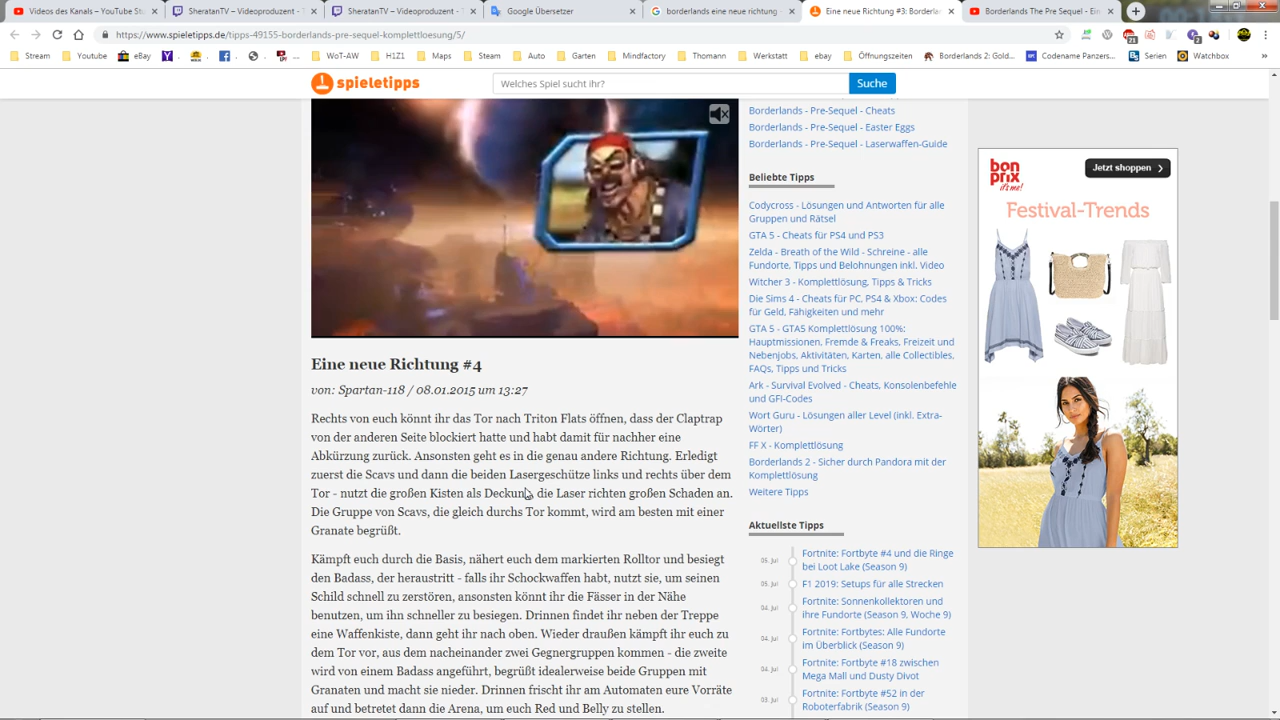 Videos des Kanals – YouTube Stu
SheratanTV – Videoproduzent - T
SheratanTV – Videoproduzent - T
Google Übersetzer
borderlands eine neue richtung -
Eine neue Richtung #3: Borderla
Borderlands The Pre Sequel - Ein
https://www.spieletipps.de/tipps-49155-borderlands-pre-sequel-komplettloesung/5/
Stream
Youtube
eBay
WoT-AW
H1Z1
Maps
Steam
Auto
Garten
Mindfactory
Thomann
Werkstatt
ebay
Öffnungszeiten
Borderlands 2: Gold...
Codename Panzers...
Serien
Watchbox
spieletipps
Welches Spiel sucht ihr?
Suche
Borderlands - Pre-Sequel - Cheats
Borderlands - Pre-Sequel - Easter Eggs
Borderlands - Pre-Sequel - Laserwaffen-Guide
Beliebte Tipps
Codycross - Lösungen und Antworten für alle
Gruppen und Rätsel
GTA 5 - Cheats für PS4 und PS3
Zelda - Breath of the Wild - Schreine - alle
Fundorte, Tipps und Belohnungen inkl. Video
Witcher 3 - Komplettlösung, Tipps & Tricks
Die Sims 4 - Cheats für PC, PS4 & Xbox: Codes
für Geld, Fähigkeiten und mehr
GTA 5 - GTA5 Komplettlösung 100%:
Hauptmissionen, Fremde & Freaks, Freizeit und
Nebenjobs, Aktivitäten, Karten, alle Collectibles,
FAQs, Tipps und Tricks
Ark - Survival Evolved - Cheats, Konsolenbefehle
und GFI-Codes
Wort Guru - Lösungen aller Level (inkl. Extra-
Wörter)
FF X - Komplettlösung
Borderlands 2 - Sicher durch Pandora mit der
Komplettlösung
Weitere Tipps
Aktuellste Tipps
05. Jul
Fortnite: Fortbyte #4 und die Ringe
bei Loot Lake (Season 9)
05. Jul
F1 2019: Setups für alle Strecken
04. Jul
Fortnite: Sonnenkollektoren und
ihre Fundorte (Season 9, Woche 9)
04. Jul
Fortnite: Fortbytes: Alle Fundorte
im Überblick (Season 9)
04. Jul
Fortnite: Fortbyte #18 zwischen
Mega Mall und Dusty Divot
03. Jul
Fortnite: Fortbyte #52 in der
Roboterfabrik (Season 9)
Eine neue Richtung #4
von: Spartan-118 / 08.01.2015 um 13:27
Rechts von euch könnt ihr das Tor nach Triton Flats öffnen, dass der Claptrap
von der anderen Seite blockiert hatte und habt damit für nachher eine
Abkürzung zurück. Ansonsten geht es in die genau andere Richtung. Erledigt
zuerst die Scavs und dann die beiden Lasergeschütze links und rechts über dem
Tor - nutzt die großen Kisten als Deckung, die Laser richten großen Schaden an.
Die Gruppe von Scavs, die gleich durchs Tor kommt, wird am besten mit einer
Granate begrüßt.
Kämpft euch durch die Basis, nähert euch dem markierten Rolltor und besiegt
den Badass, der heraustritt - falls ihr Schockwaffen habt, nutzt sie, um seinen
Schild schnell zu zerstören, ansonsten könnt ihr die Fässer in der Nähe
benutzen, um ihn schneller zu besiegen. Drinnen findet ihr neben der Treppe
eine Waffenkiste, dann geht ihr nach oben. Wieder draußen kämpft ihr euch zu
dem Tor vor, aus dem nacheinander zwei Gegnergruppen kommen - die zweite
wird von einem Badass angeführt, begrüßt idealerweise beide Gruppen mit
Granaten und macht sie nieder. Drinnen frischt ihr am Automaten eure Vorräte
auf und betretet dann die Arena, um euch Red und Belly zu stellen.
bon
prix
it's me!
Jetzt shoppen
Festival-Trends